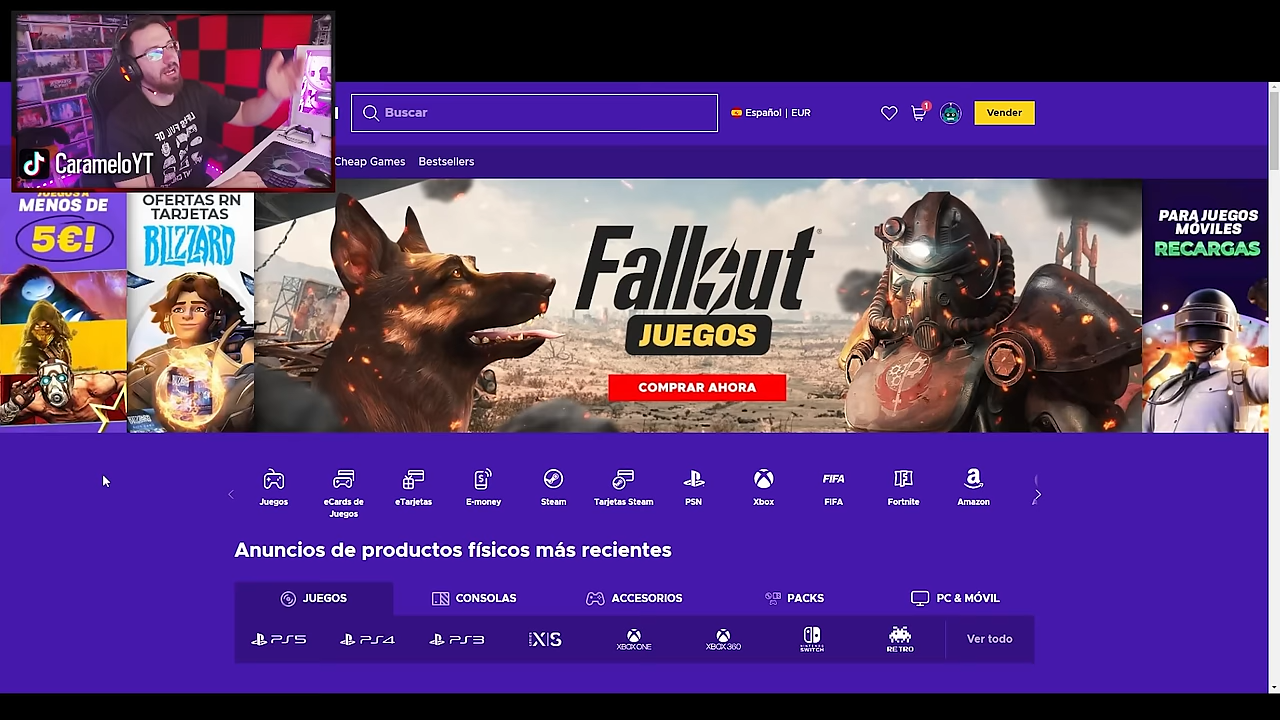 CarameloYT
Buscar
Español | EUR
1
Vender
Cheap Games
Bestsellers
MENOS DE
5€!
OFERTAS RN
TARJETAS
BLIZZARD
Fallout®
JUEGOS
COMPRAR AHORA
PARA JUEGOS
MÓVILES
RECARGAS
Juegos
eCards de
Juegos
eTarjetas
E-money
Steam
Tarjetas Steam
PSN
Xbox
FIFA
FIFA
Fortnite
Amazon
Anuncios de productos físicos más recientes
JUEGOS
CONSOLAS
ACCESORIOS
PACKS
PC & MÓVIL
PS5
PS4
PS3
SERIES X|S
XBOX ONE
XBOX 360
NINTENDO
SWITCH
RETRO
Ver todo